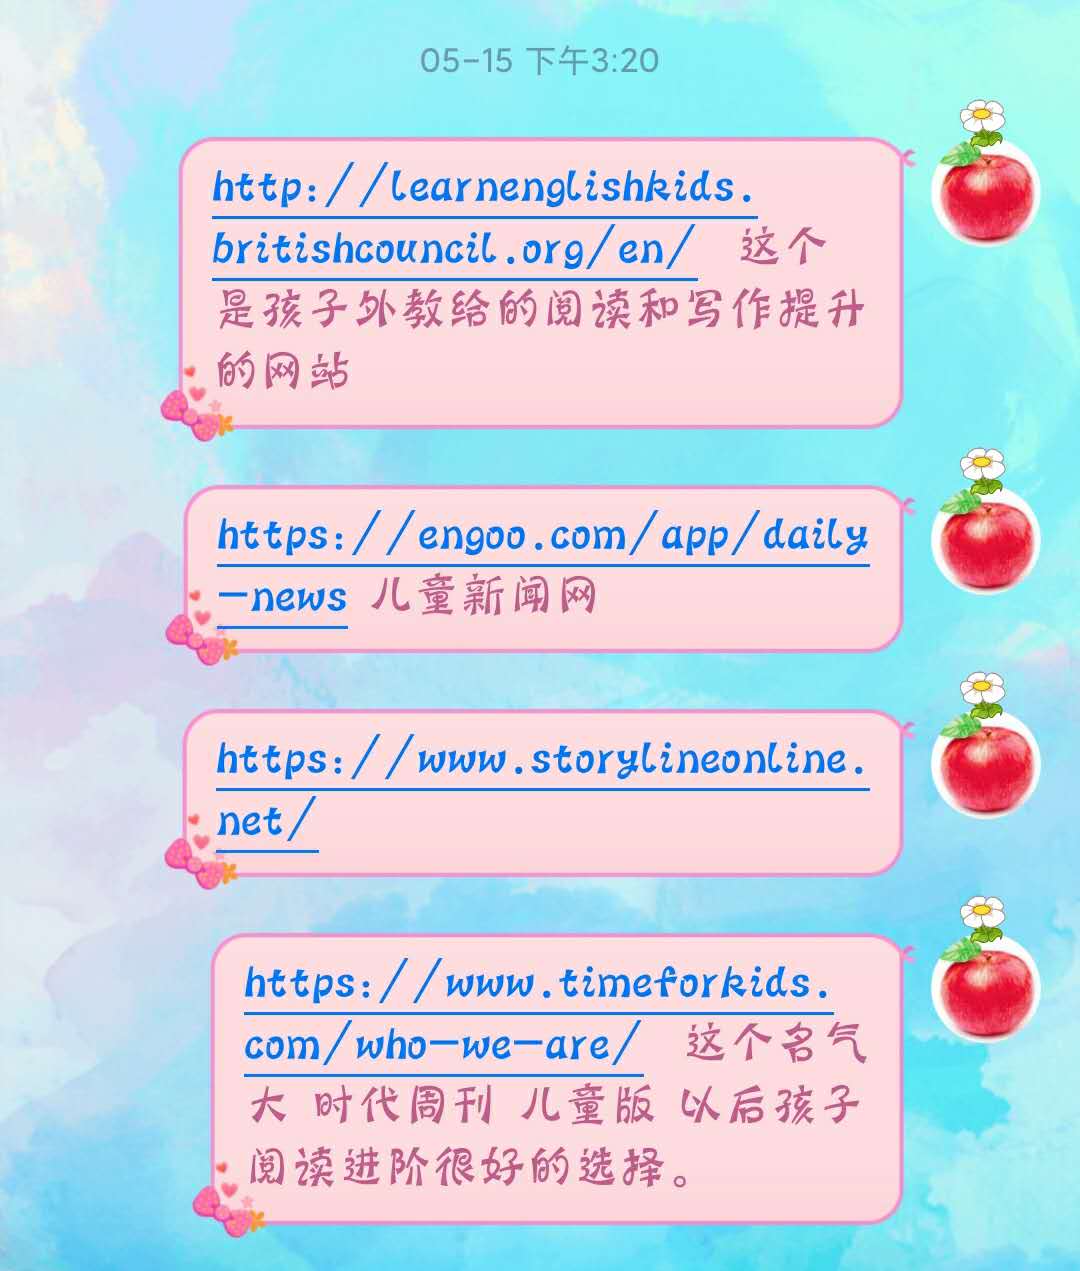 05-15 下午3:20
http://learnenglishkids.
britishcouncil.org/en/ 这个
是孩子外教给的阅读和写作提升
的网站
https://engoo.com/app/daily
-news 儿童新闻网
https://www.storylineonline.
net/
https://www.timeforkids.
com/who-we-are/ 这个名气
大 时代周刊 儿童版 以后孩子
阅读进阶很好的选择。